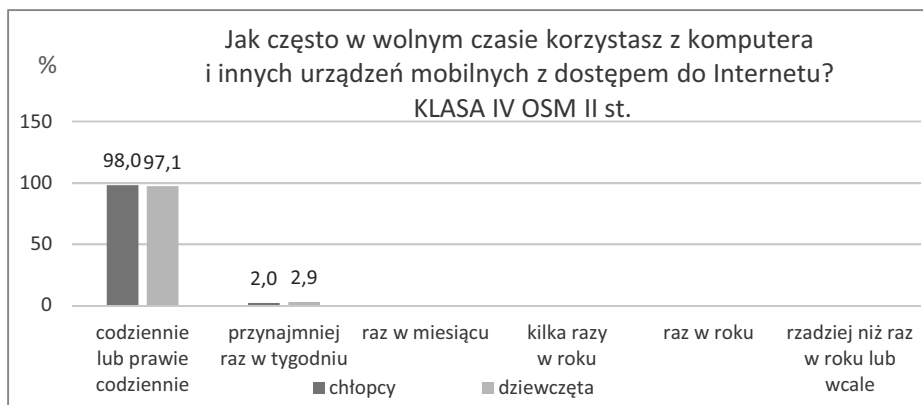 Jak często w wolnym czasie korzystasz z komputera
i innych urządzeń mobilnych z dostępem do Internetu?
KLASA IV OSM II st.
%
150
100
50
0
98,0 97,1
2,0 2,9
codziennie lub prawie codziennie
przynajmniej raz w tygodniu
raz w miesiącu
kilka razy w roku
raz w roku
rzadziej niż raz w roku lub wcale
chłopcy dziewczęta